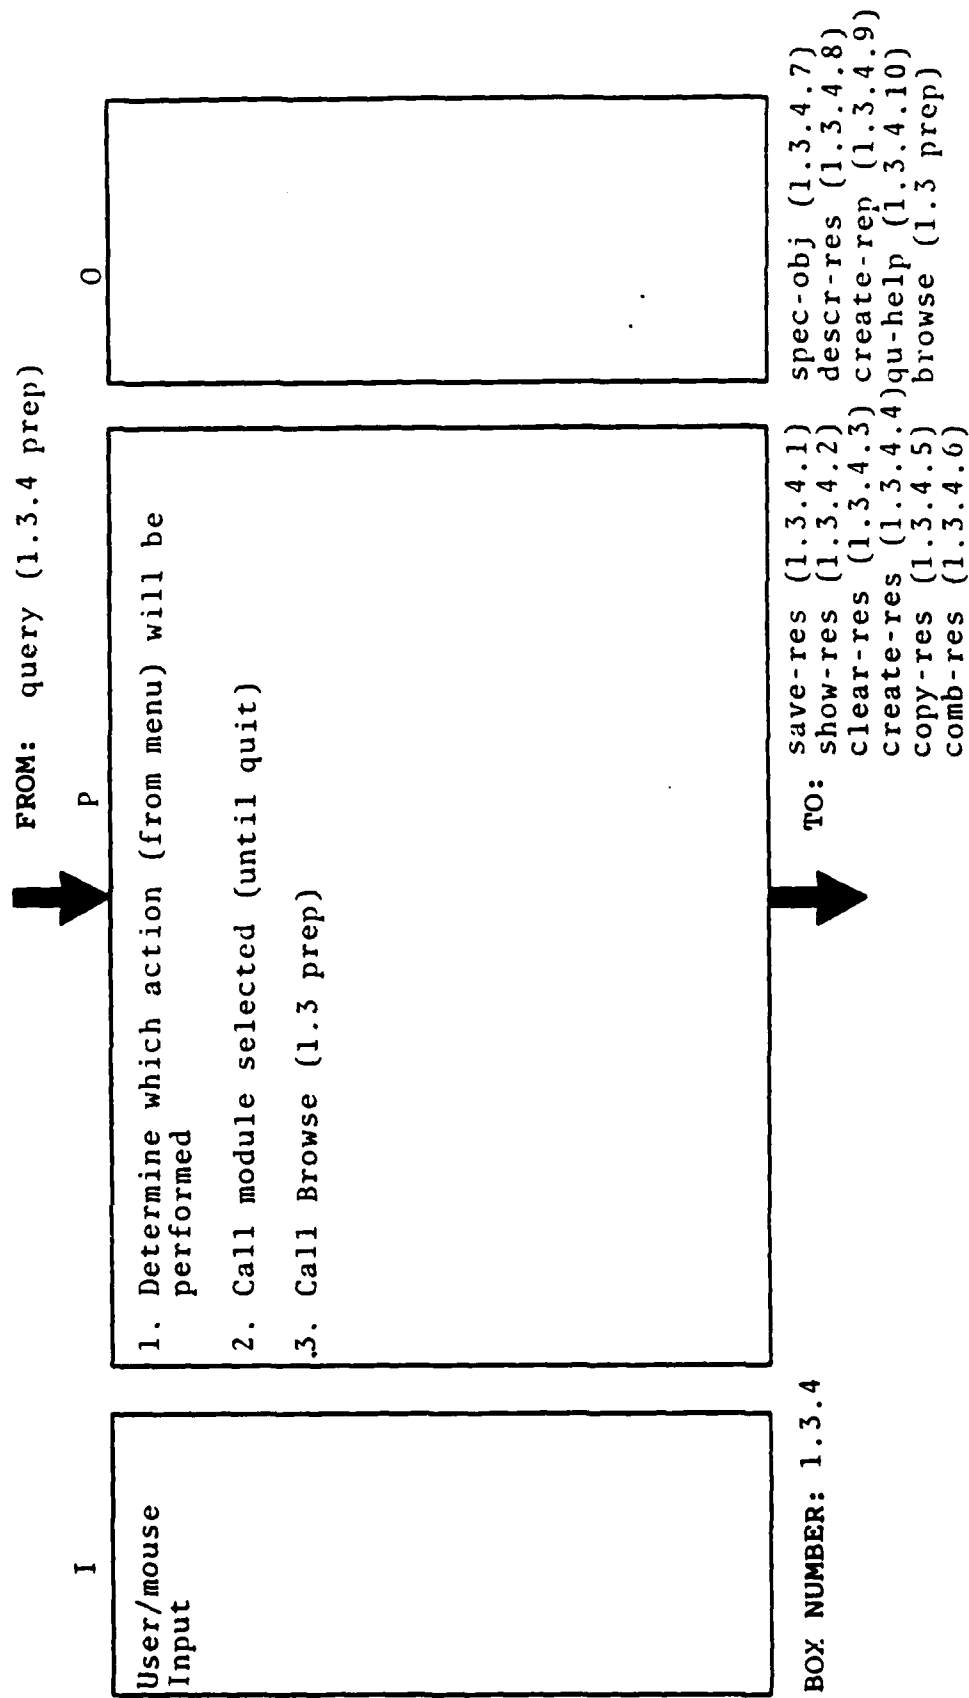 FROM: query (1.3.4 prep)
I
P
O
User/mouse
Input
1. Determine which action (from menu) will be
performed
2. Call module selected (until quit)
.3. Call Browse (1.3 prep)
BOX NUMBER: 1.3.4
TO: save-res (1.3.4.1) spec-obj (1.3.4.7)
show-res (1.3.4.2) descr-res (1.3.4.8)
clear-res (1.3.4.3) create-rep (1.3.4.9)
create-res (1.3.4.4) qu-help (1.3.4.10)
copy-res (1.3.4.5) browse (1.3 prep)
comb-res (1.3.4.6)